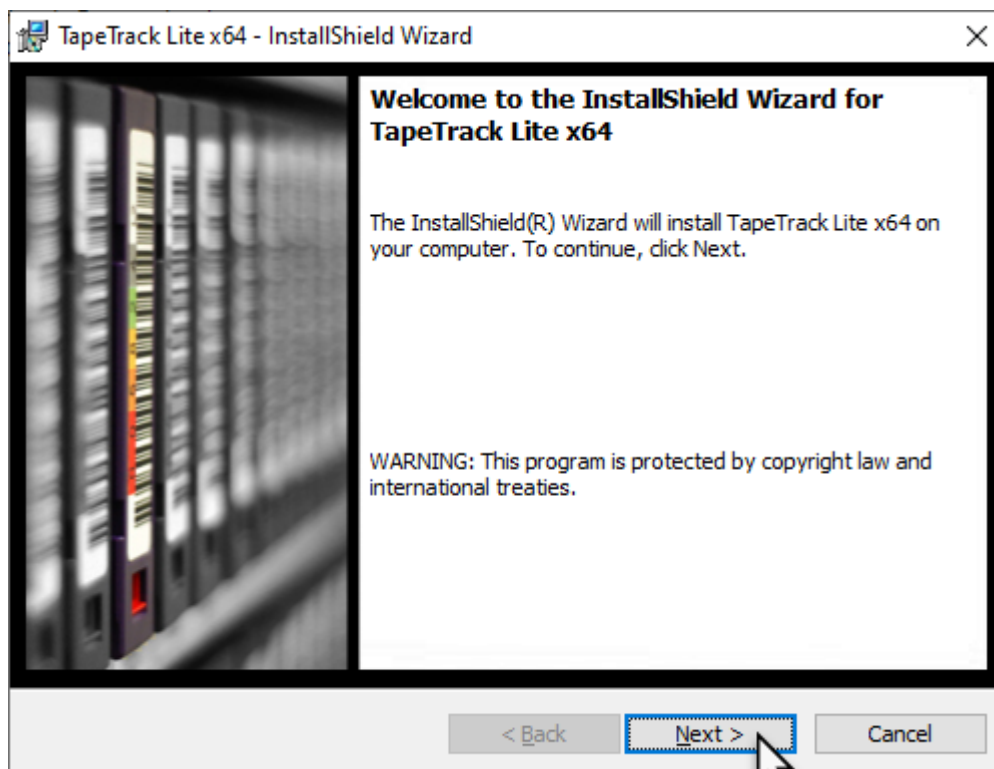 TapeTrack Lite x64 - InstallShield Wizard
Welcome to the InstallShield Wizard for
TapeTrack Lite x64
The InstallShield(R) Wizard will install TapeTrack Lite x64 on
your computer. To continue, click Next.
WARNING: This program is protected by copyright law and
international treaties.
< Back
Next >
Cancel